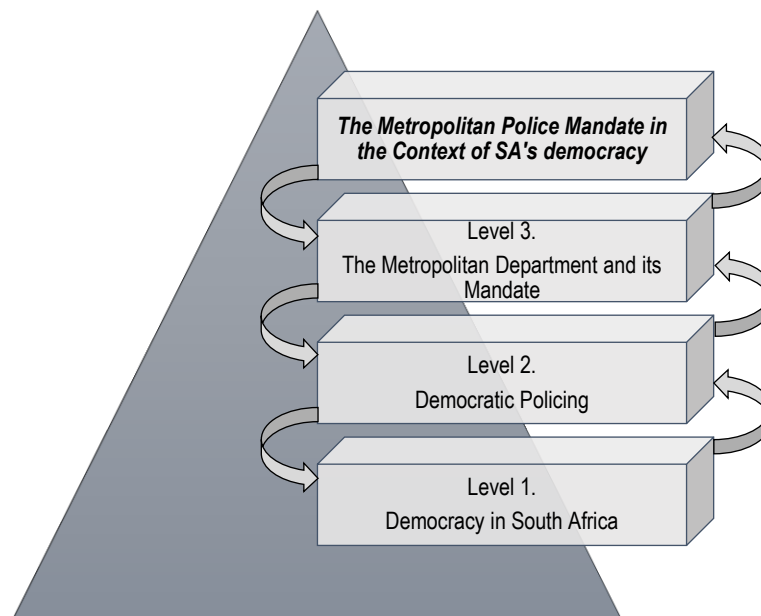 The Metropolitan Police Mandate in
the Context of SA's democracy
Level 3.
The Metropolitan Department and its
Mandate
Level 2.
Democratic Policing
Level 1.
Democracy in South Africa